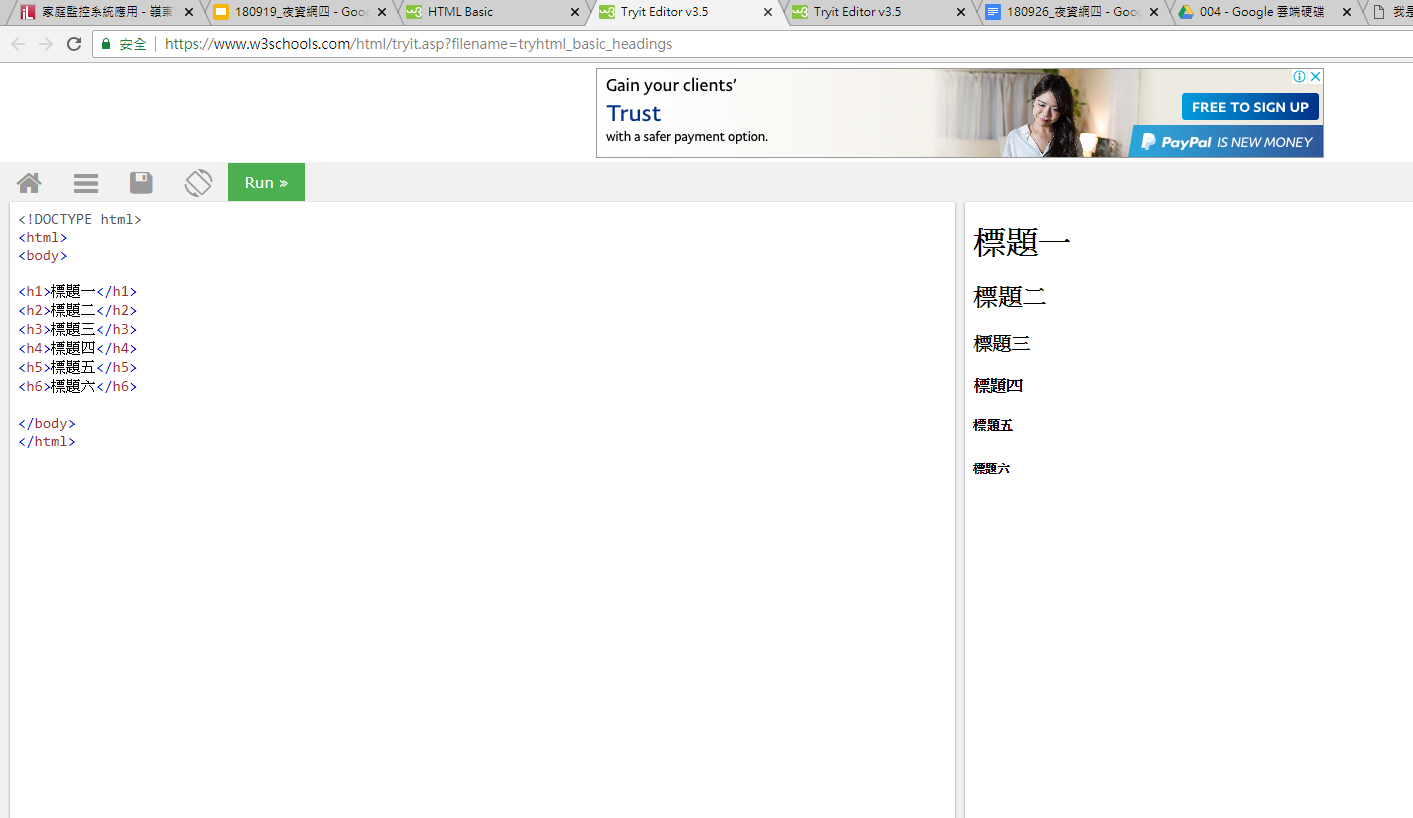 家庭監控系統應用 - 嶺東 180919_夜資網四 - Goo HTML Basic Tryit Editor v3.5 Tryit Editor v3.5 180926_夜資網四 - Goo 004 - Google 雲端硬碟 我是
安全 https://www.w3schools.com/html/tryit.asp?filename=tryhtml_basic_headings
Gain your clients’
Trust
with a safer payment option.
FREE TO SIGN UP
PayPal IS NEW MONEY
Run »
<!DOCTYPE html>
<html>
<body>
<h1>標題一</h1>
<h2>標題二</h2>
<h3>標題三</h3>
<h4>標題四</h4>
<h5>標題五</h5>
<h6>標題六</h6>
</body>
</html>
標題一
標題二
標題三
標題四
標題五
標題六